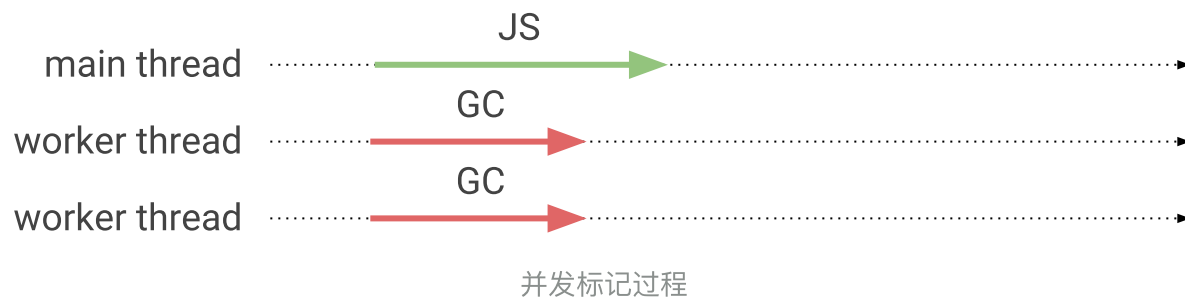 JS
main thread
GC
worker thread
GC
worker thread
并发标记过程